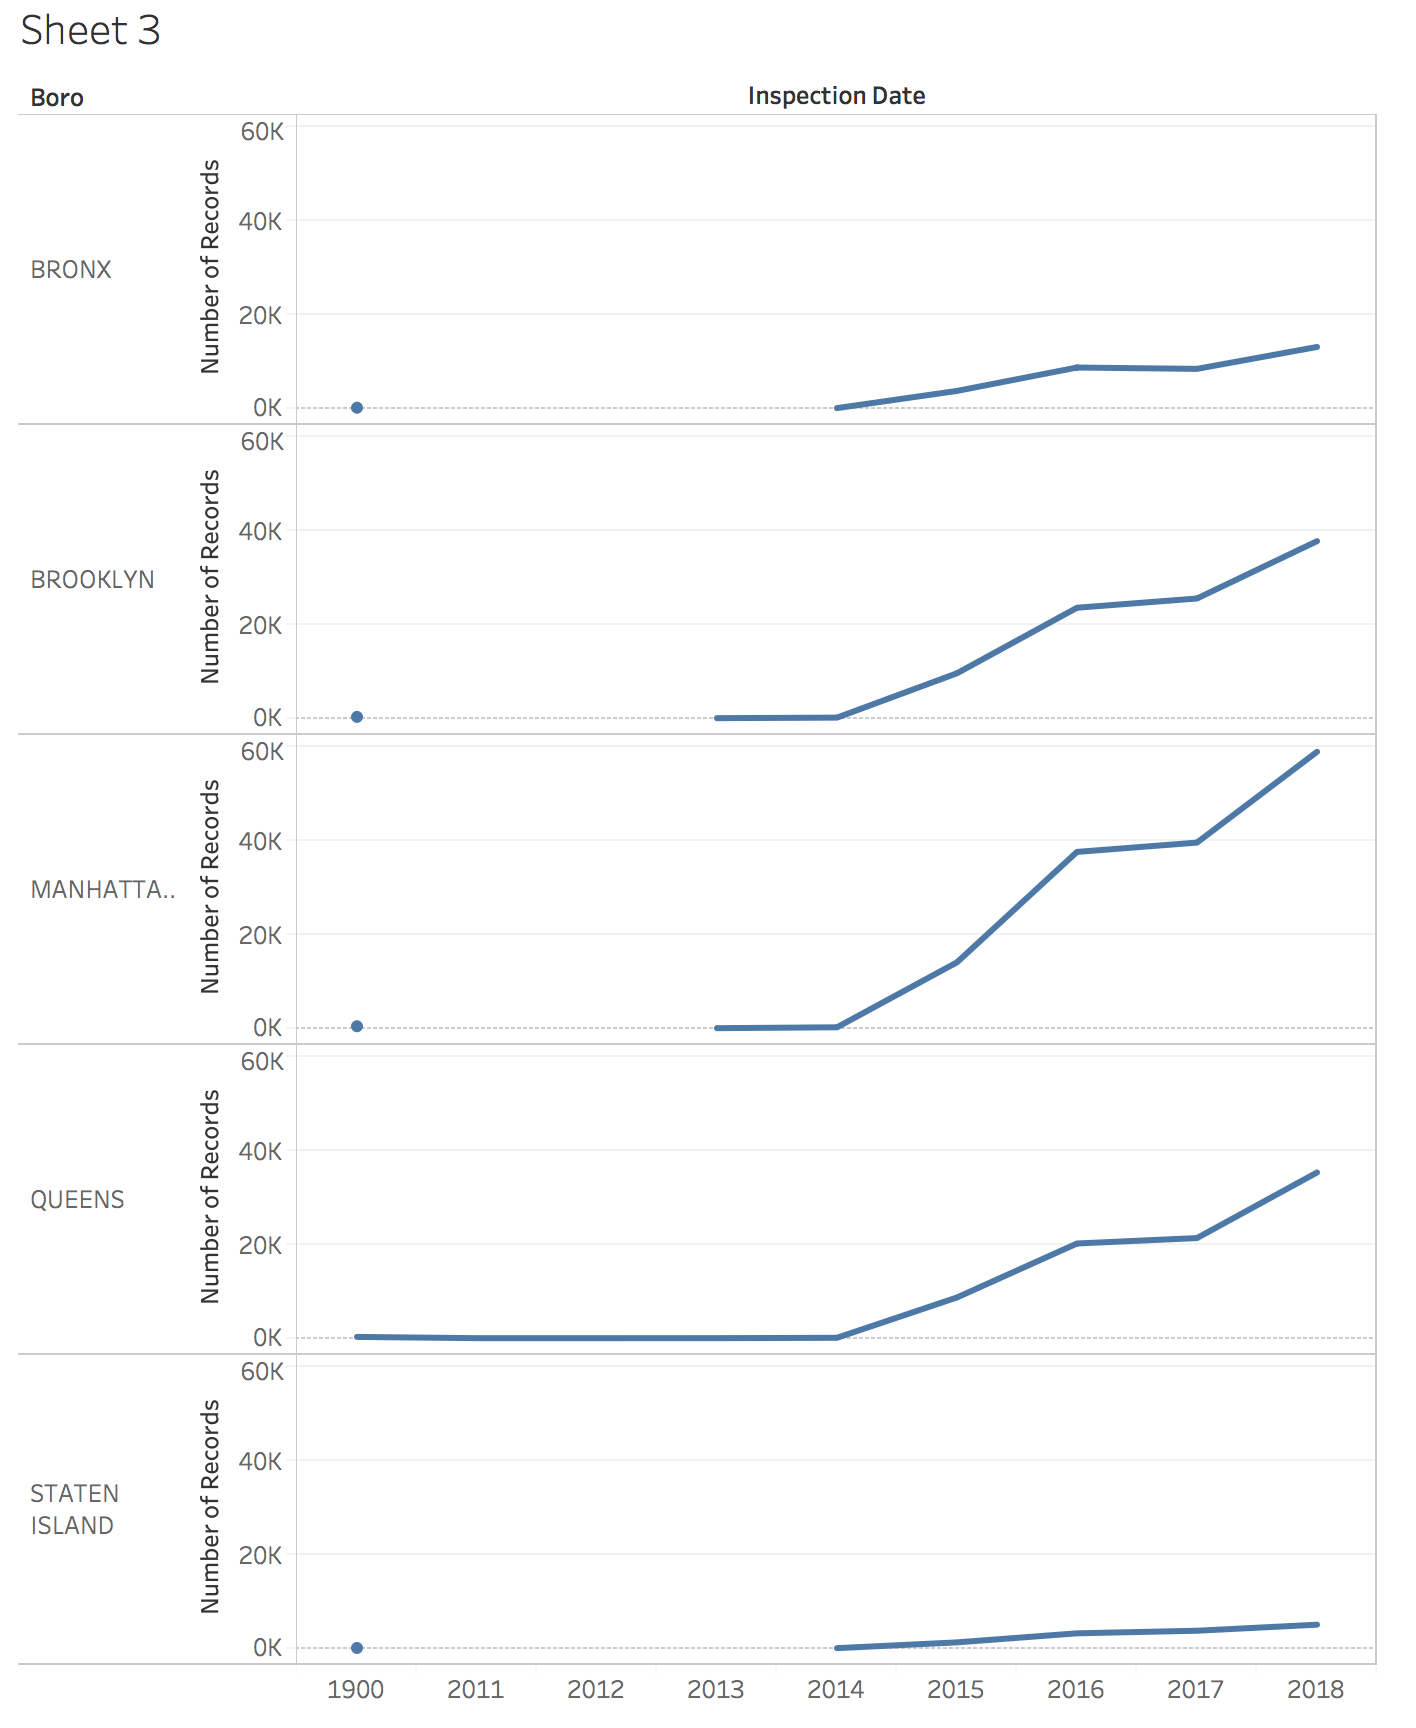 Sheet 3
Boro
Inspection Date
BRONX
Number of Records
60K
40K
20K
0K
BROOKLYN
Number of Records
60K
40K
20K
0K
MANHATTA..
Number of Records
60K
40K
20K
0K
QUEENS
Number of Records
60K
40K
20K
0K
STATEN
ISLAND
Number of Records
60K
40K
20K
0K
1900 2011 2012 2013 2014 2015 2016 2017 2018